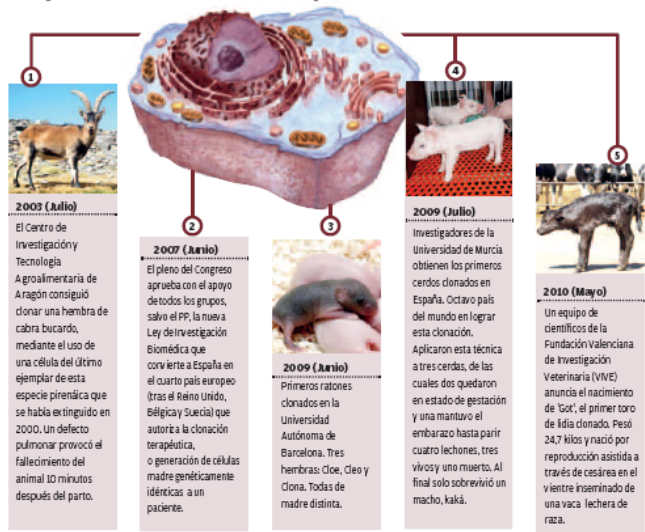 1
2003 (Julio)
El Centro de
Investigación y
Tecnología
Agroalimentaria de
Aragón consiguió
clonar una hembra de
cabra bucardo,
mediante el uso de
una célula del último
ejemplar de esta
especie pirenáica que
se había extinguido en
2000. Un defecto
pulmonar provocó el
fallecimiento del
animal 10 minutos
después del parto.
2
2007 (Junio)
El pleno del Congreso
aprueba con el apoyo
de todos los grupos,
salvo el PP, la nueva
Ley de Investigación
Biomédica que
convierte a España en
el cuarto país europeo
(tras el Reino Unido,
Bélgica y Suecia) que
autoriza la clonación
terapéutica,
o generación de células
madre genéticamente
idénticas a un
paciente.
3
2009 (Junio)
Primeros ratones
clonados en la
Universidad
Autónoma de
Barcelona. Tres
hembras: Cloe, Cleo y
Clona. Todas de
madre distinta.
4
2009 (Julio)
Investigadores de la
Universidad de Murcia
obtienen los primeros
cerdos clonados en
España. Octavo país
del mundo en lograr
esta clonación.
Aplicaron esta técnica
a tres cerdas, de las
cuales dos quedaron
en estado de gestación
y una mantuvo el
embarazo hasta parir
cuatro lechones, tres
vivos y uno muerto. Al
final solo sobrevivió un
macho, kaká.
5
2010 (Mayo)
Un equipo de
científicos de la
Fundación Valenciana
de Investigación
Veterinaria (VIVE)
anuncia el nacimiento
de 'Got', el primer toro
de lidia clonado. Pesó
24,7 kilos y nació por
reproducción asistida a
través de cesárea en el
vientre inseminado de
una vaca lechera de
raza.